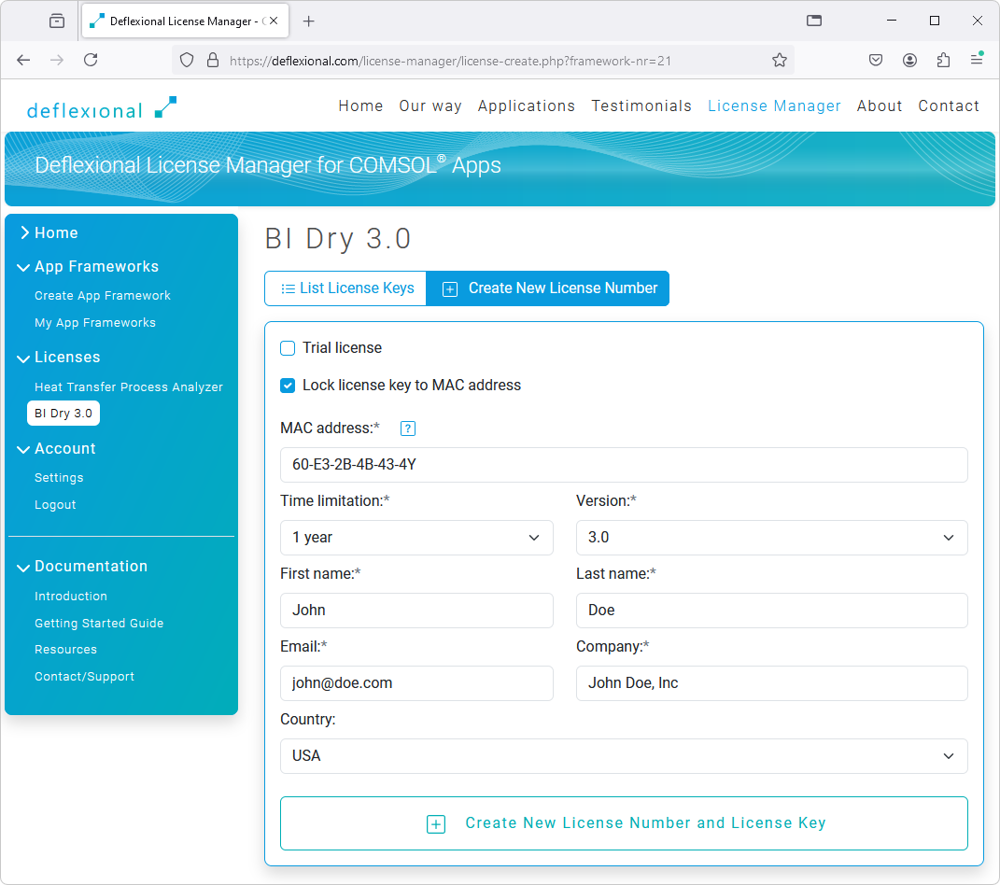 Deflexional License Manager -
https://deflexional.com/license-manager/license-create.php?framework-nr=21
deflexional
Home Our way Applications Testimonials License Manager About Contact
Deflexional License Manager for COMSOL® Apps
Home
App Frameworks
Create App Framework
My App Frameworks
Licenses
Heat Transfer Process Analyzer
BI Dry 3.0
Account
Settings
Logout
Documentation
Introduction
Getting Started Guide
Resources
Contact/Support
BI Dry 3.0
List License Keys Create New License Number
Trial license
Lock license key to MAC address
MAC address:* ?
60-E3-2B-4B-43-4Y
Time limitation:* Version:*
1 year 3.0
First name:* Last name:*
John Doe
Email:* Company:*
john@doe.com John Doe, Inc
Country:
USA
Create New License Number and License Key